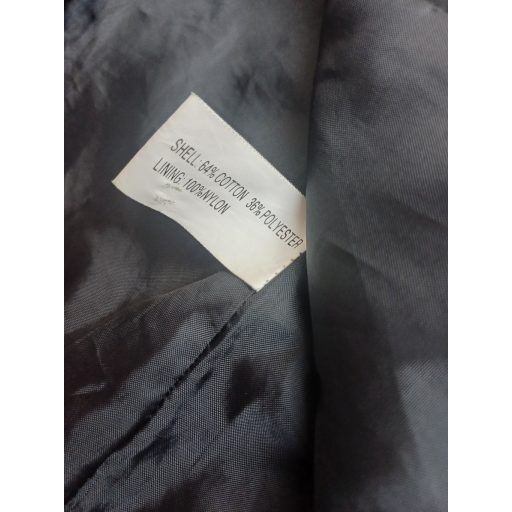 SHELL: 64% COTTON 36% POLYESTER
LINING: 100%NYLON